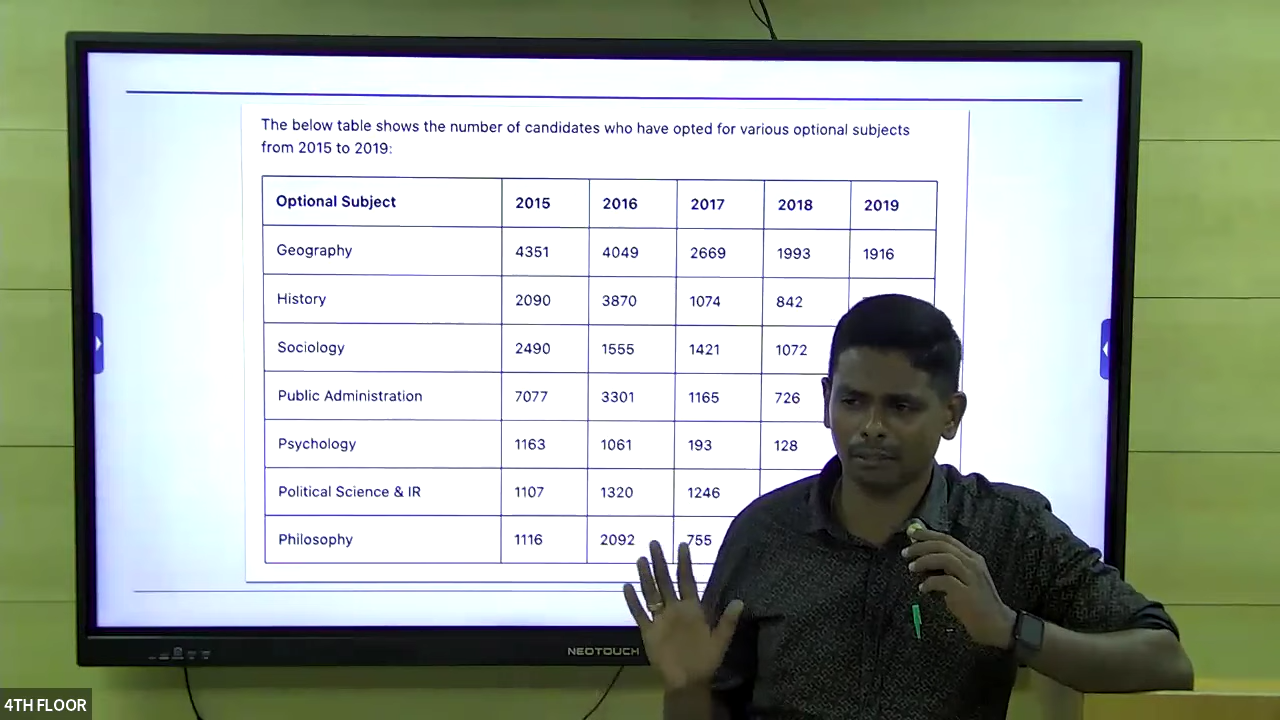 The below table shows the number of candidates who have opted for various optional subjects
from 2015 to 2019:
Optional Subject 2015 2016 2017 2018 2019
Geography 4351 4049 2669 1993 1916
History 2090 3870 1074 842
Sociology 2490 1555 1421 1072
Public Administration 7077 3301 1165 726
Psychology 1163 1061 193 128
Political Science & IR 1107 1320 1246
Philosophy 1116 2092 755
NEOTOUCH
4TH FLOOR